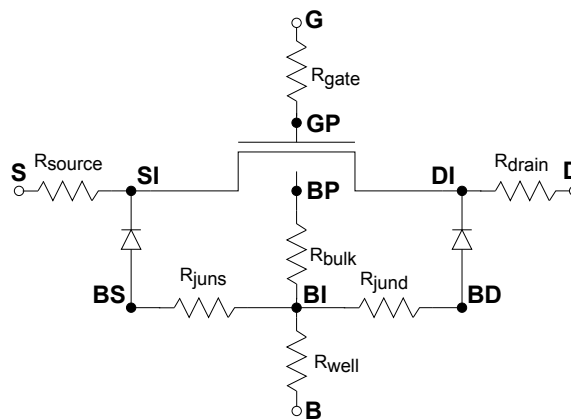 G
Rgate
GP
S
Rsource
SI
DI
Rdrain
D
BP
Rbulk
Rjuns
Rjund
BS
BI
BD
Rwell
B